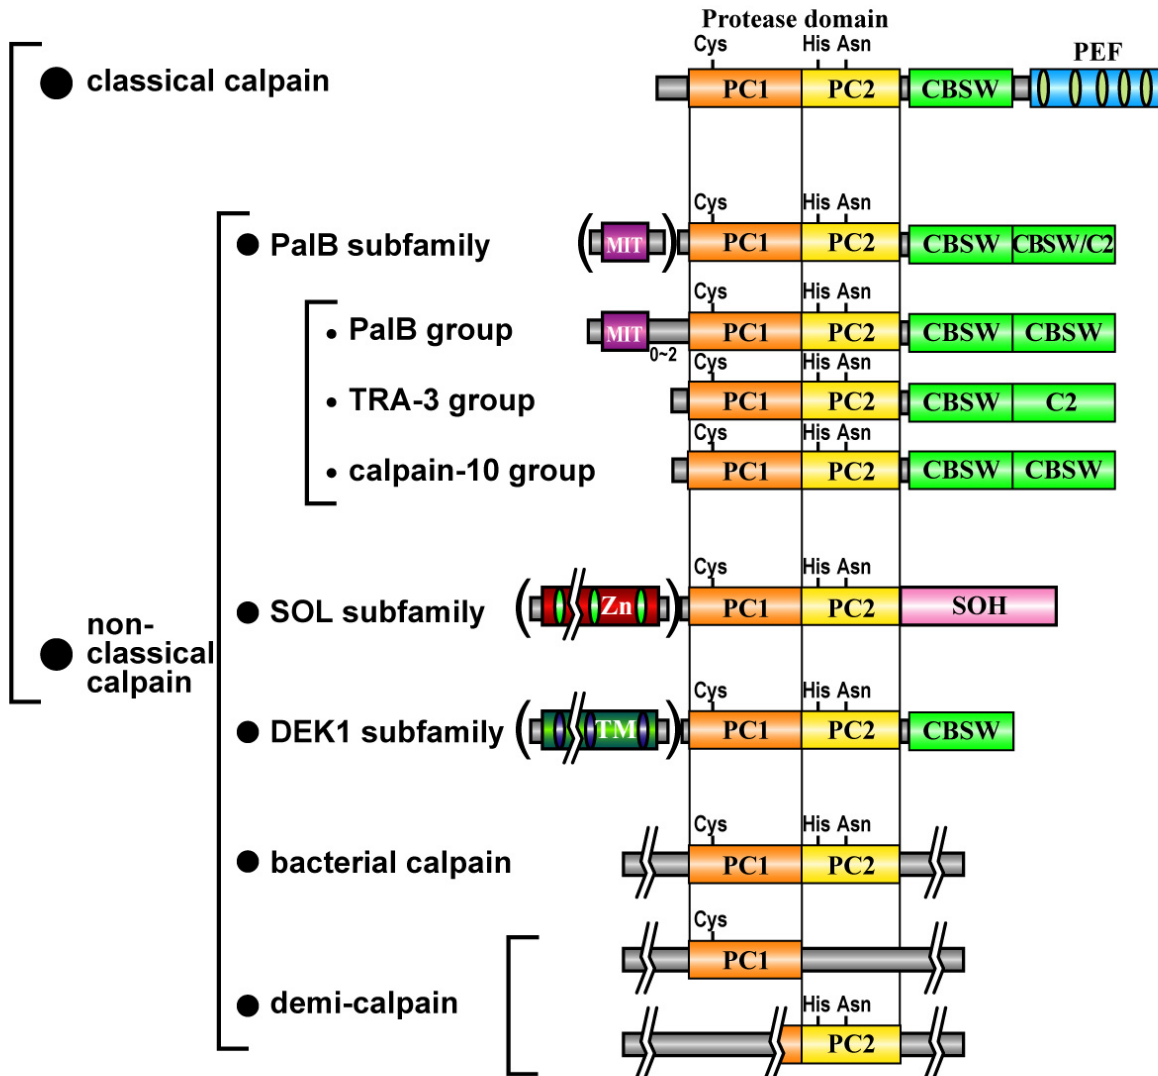 Protease domain
Cys His Asn PEF
classical calpain PC1 PC2 CBSW
Cys His Asn
PalB subfamily ( MIT ) PC1 PC2 CBSW CBSW/C2
Cys His Asn
PalB group MIT 0~2 PC1 PC2 CBSW CBSW
Cys His Asn
TRA-3 group PC1 PC2 CBSW C2
Cys His Asn
calpain-10 group PC1 PC2 CBSW CBSW
Cys His Asn
SOL subfamily ( Zn ) PC1 PC2 SOH
non-
classical
calpain
Cys His Asn
DEK1 subfamily ( TM ) PC1 PC2 CBSW
Cys His Asn
bacterial calpain PC1 PC2
Cys
PC1
demi-calpain
His Asn
PC2